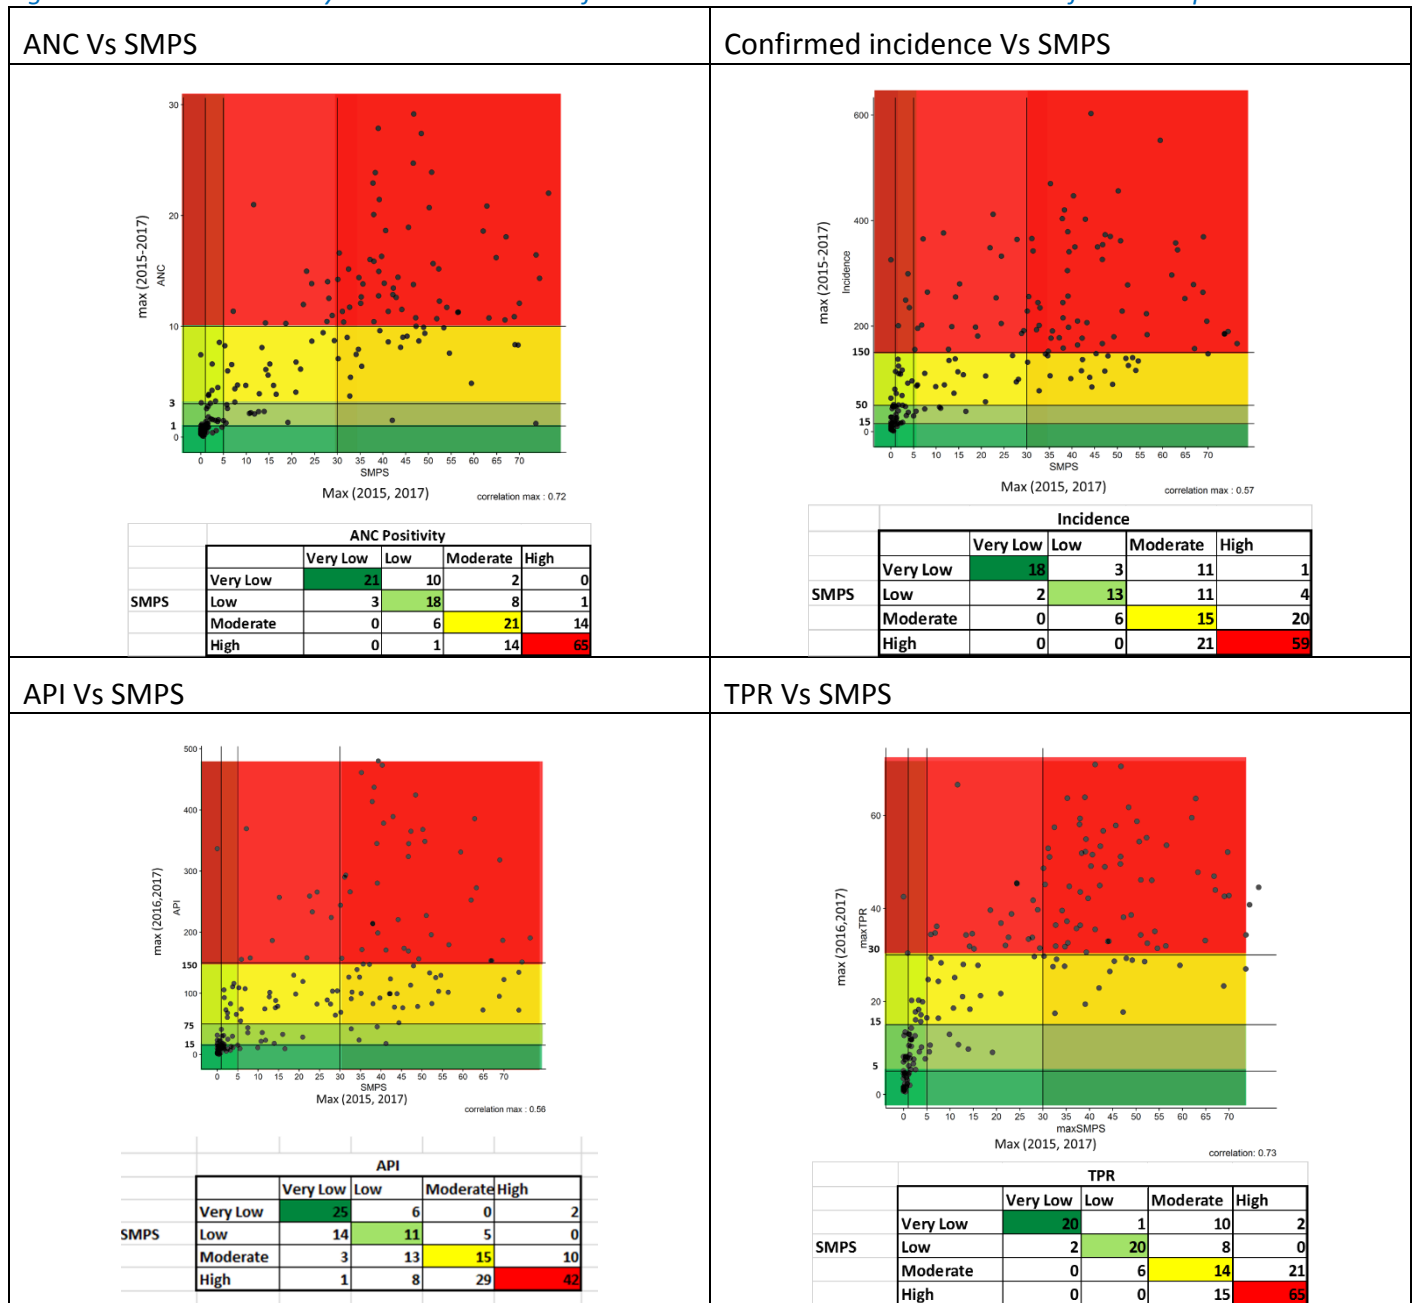 ANC Vs SMPS
Confirmed incidence Vs SMPS
30
20
10
3
1
0
max (2015-2017)
ANC
0 5 10 15 20 25 30 35 40 45 50 55 60 65 70
SMPS
Max (2015, 2017)
correlation max : 0.72
ANC Positivity
Very Low Low Moderate High
Very Low 21 10 2 0
SMPS Low 3 18 8 1
Moderate 0 6 21 14
High 0 1 14 65
600
400
200
150
50
15
0
max (2015-2017)
Incidence
0 5 10 15 20 25 30 35 40 45 50 55 60 65 70
SMPS
Max (2015, 2017)
correlation max : 0.57
Incidence
Very Low Low Moderate High
Very Low 18 3 11 1
SMPS Low 2 13 11 4
Moderate 0 6 15 20
High 0 0 21 59
API Vs SMPS
TPR Vs SMPS
500
400
300
200
150
100
75
15
0
max (2016,2017)
API
0 5 10 15 20 25 30 35 40 45 50 55 60 65 70
SMPS
Max (2015, 2017)
correlation max : 0.56
API
Very Low Low Moderate High
Very Low 25 6 0 2
SMPS Low 14 11 5 0
Moderate 3 13 15 10
High 1 8 29 42
60
40
30
20
15
5
0
max (2016,2017)
maxTPR
0 5 10 15 20 25 30 35 40 45 50 55 60 65 70
maxSMPS
Max (2015, 2017)
correlation: 0.73
TPR
Very Low Low Moderate High
Very Low 20 1 10 2
SMPS Low 2 20 8 0
Moderate 0 6 14 21
High 0 0 15 65